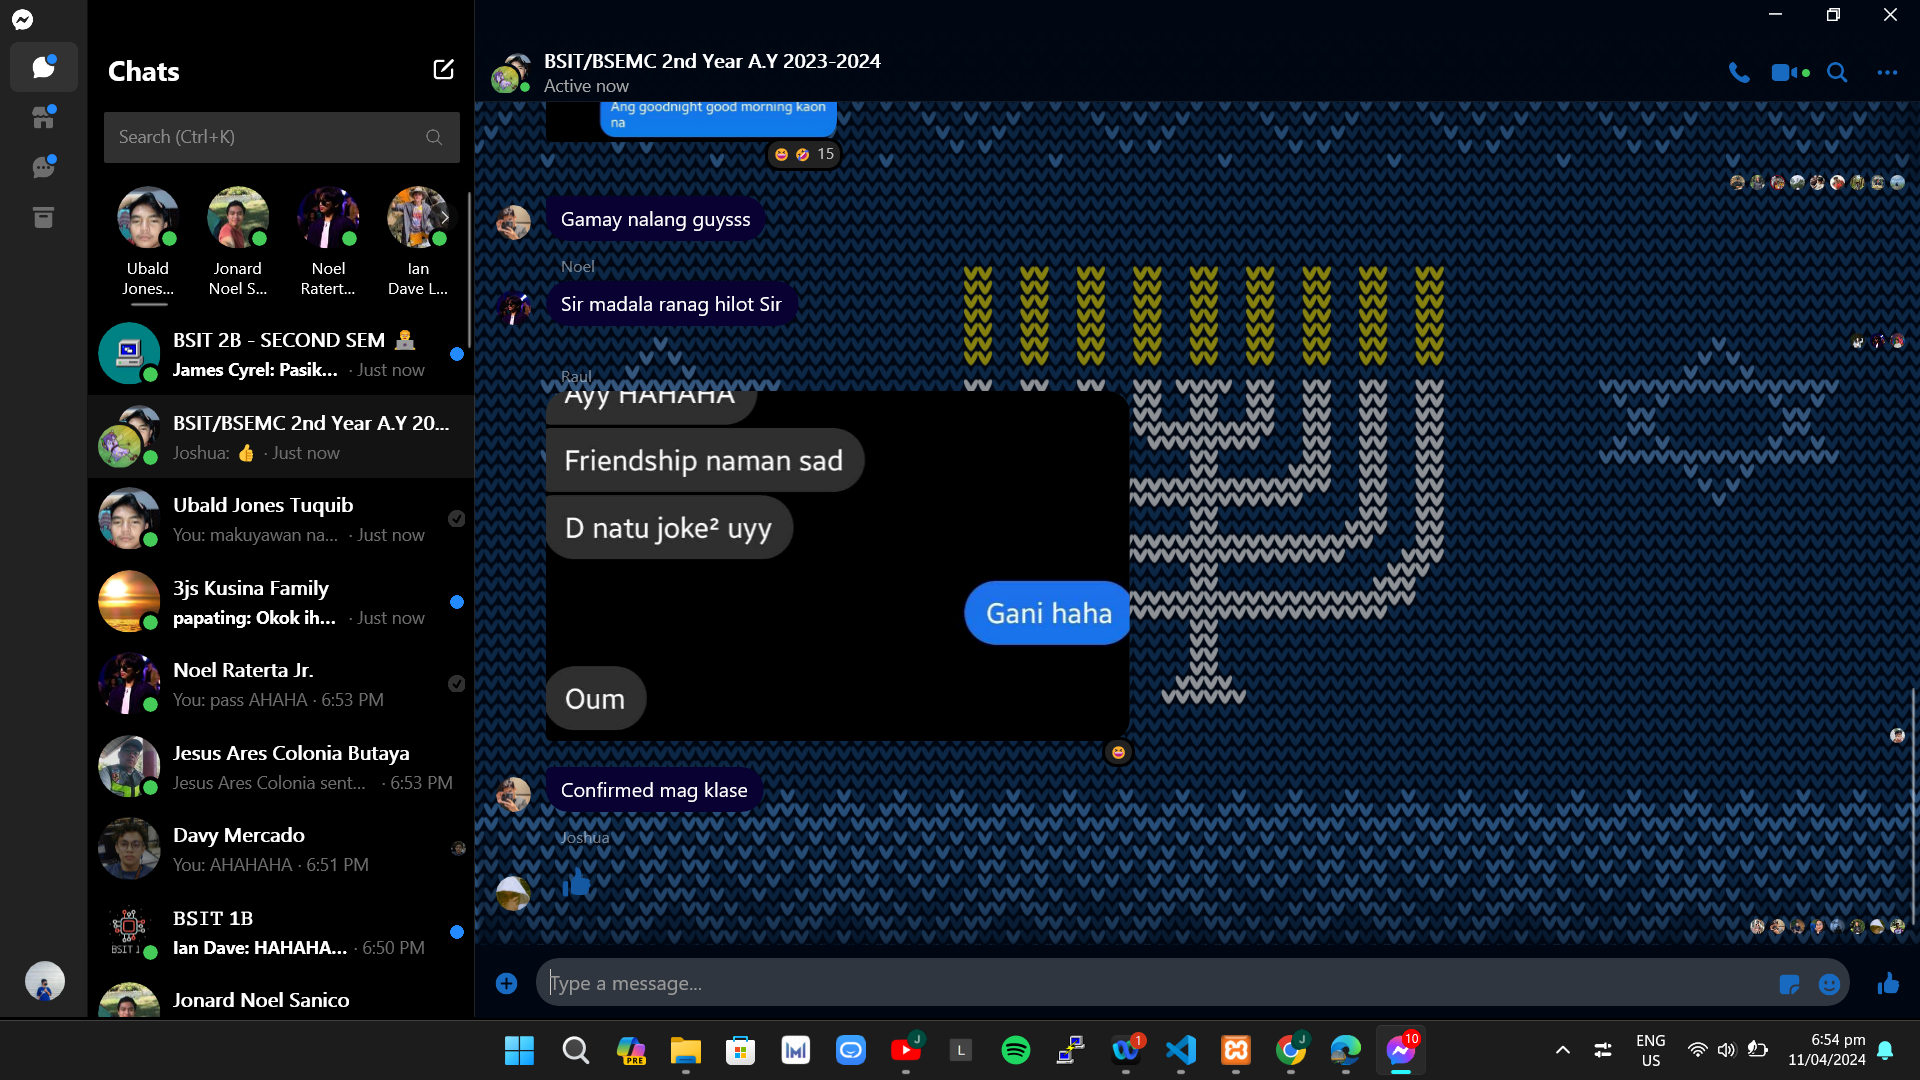 Chats
Search (Ctrl+K)
Ubald
Jones...
Jonard
Noel S...
Noel
Ratert...
Ian
Dave L...
BSIT 2B - SECOND SEM
James Cyrel: Pasik... · Just now
BSIT/BSEMC 2nd Year A.Y 20...
Joshua: 👍 · Just now
Ubald Jones Tuquib
You: makuyawan na... · Just now
3js Kusina Family
papating: Okok ih... · Just now
Noel Raterta Jr.
You: pass AHAHA · 6:53 PM
Jesus Ares Colonia Butaya
Jesus Ares Colonia sent... · 6:53 PM
Davy Mercado
You: AHAHAHA · 6:51 PM
BSIT 1B
Ian Dave: HAHAHA... · 6:50 PM
Jonard Noel Sanico
BSIT/BSEMC 2nd Year A.Y 2023-2024
Active now
Ang goodnight good morning kaon
na
15
Gamay nalang guysss
Noel
Sir madala ranag hilot Sir
Raul
Ayy HAHAHA
Friendship naman sad
D natu joke² uyy
Gani haha
Oum
Confirmed mag klase
Joshua
Type a message...
PRE
J
L
1
J
10
ENG
US
6:54 pm
11/04/2024